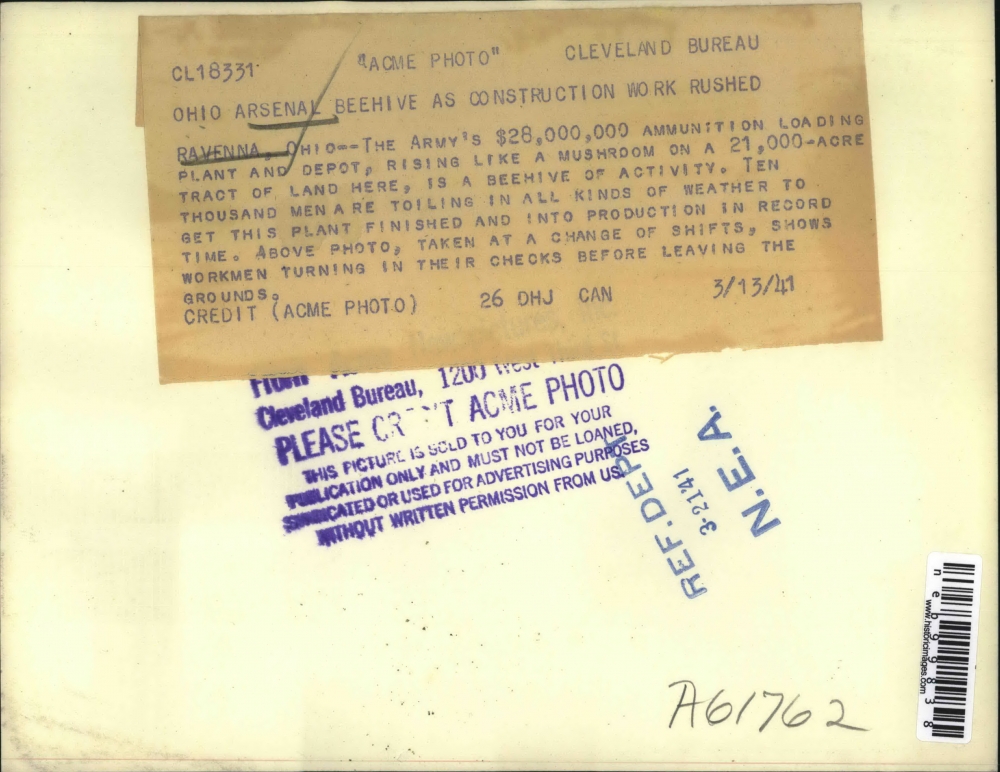 CL18331 "ACME PHOTO" CLEVELAND BUREAU
OHIO ARSENAL BEEHIVE AS CONSTRUCTION WORK RUSHED
RAVENNA, OHIO--THE ARMY'S $28,000,000 AMMUNITION LOADING
PLANT AND DEPOT, RISING LIKE A MUSHROOM ON A 21,000-ACRE
TRACT OF LAND HERE, IS A BEEHIVE OF ACTIVITY. TEN
THOUSAND MEN ARE TOILING IN ALL KINDS OF WEATHER TO
GET THIS PLANT FINISHED AND INTO PRODUCTION IN RECORD
TIME. ABOVE PHOTO, TAKEN AT A CHANGE OF SHIFTS, SHOWS
WORKMEN TURNING IN THEIR CHECKS BEFORE LEAVING THE
GROUNDS.
CREDIT (ACME PHOTO) 26 DHJ CAN 3/13/41
From
Cleveland Bureau, 1200 West
PLEASE CREDIT ACME PHOTO
THIS PICTURE IS SOLD TO YOU FOR YOUR
PUBLICATION ONLY AND MUST NOT BE LOANED,
SYNDICATED OR USED FOR ADVERTISING PURPOSES
WITHOUT WRITTEN PERMISSION FROM US.
REF. DEPT.
3-21'41
N.E.A.
neb99838
www.historicimages.com
A61762